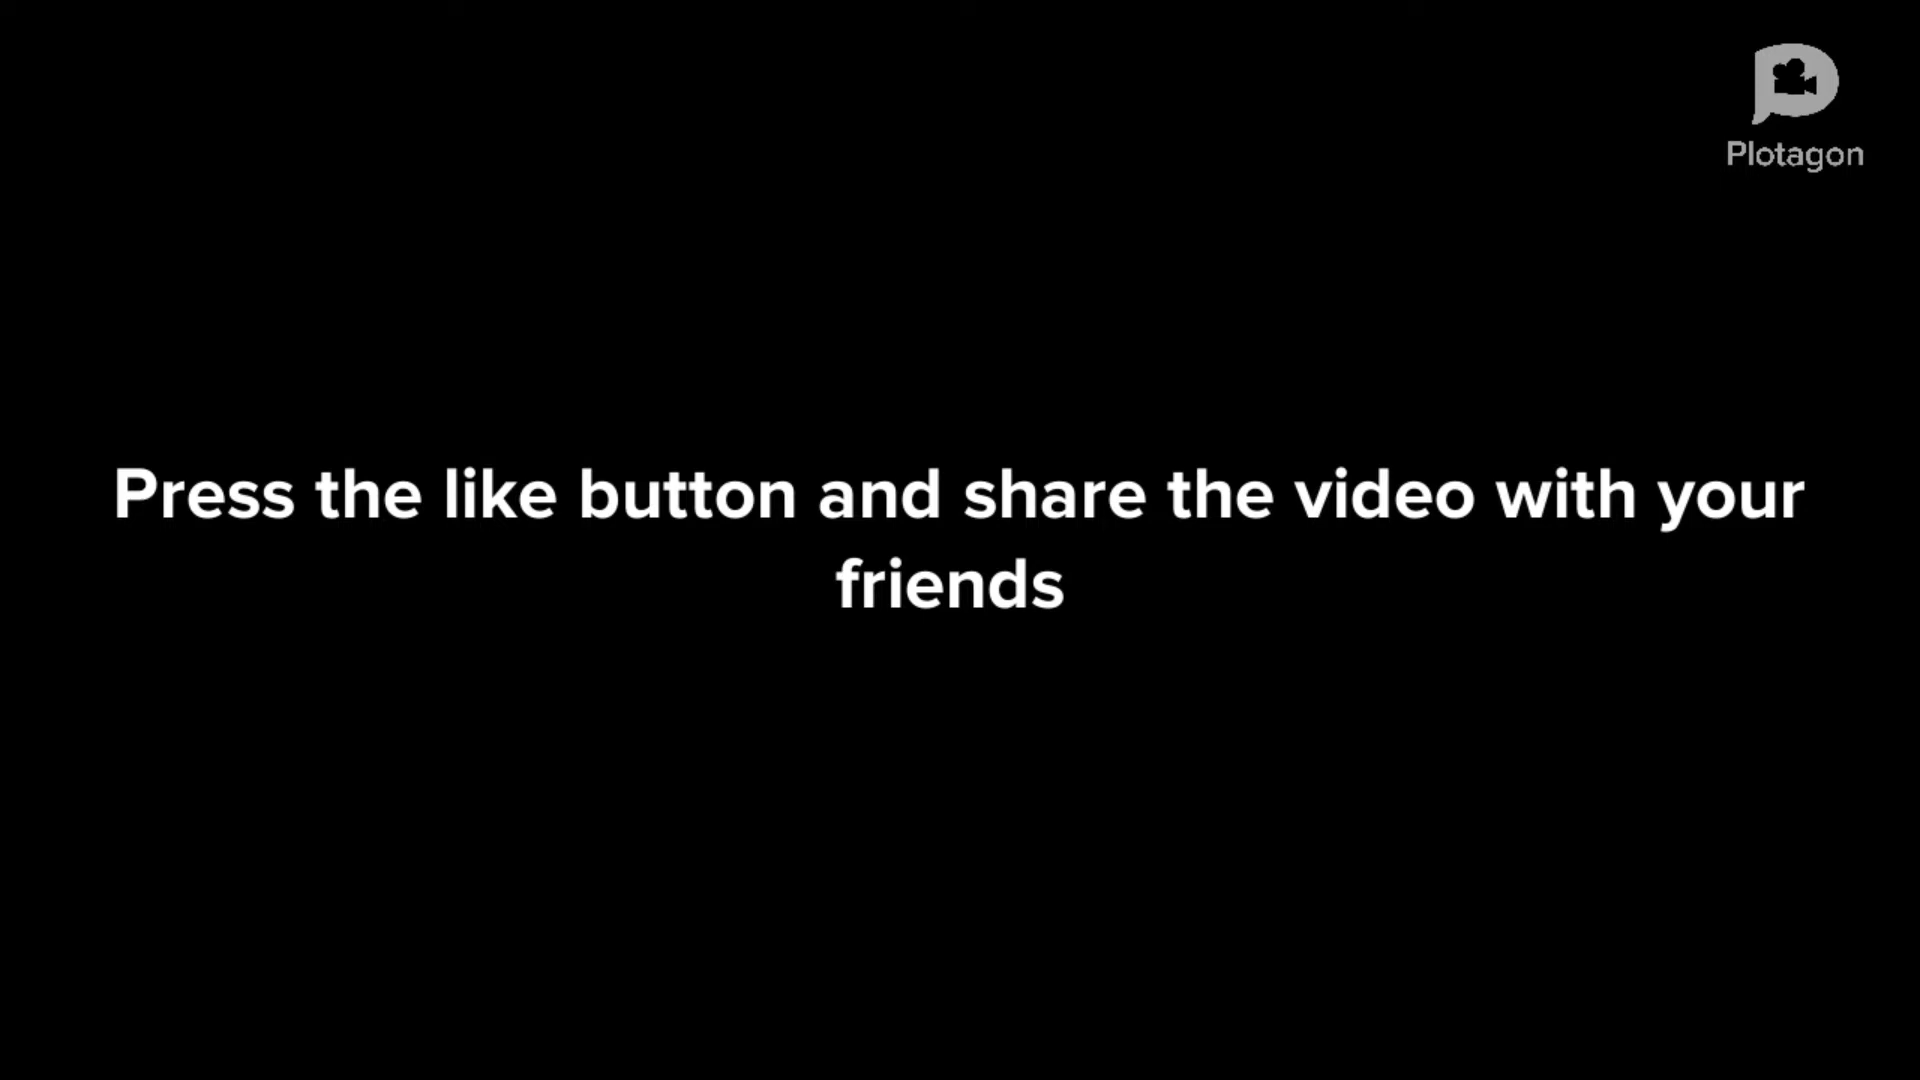 Plotagon
Press the like button and share the video with your
friends